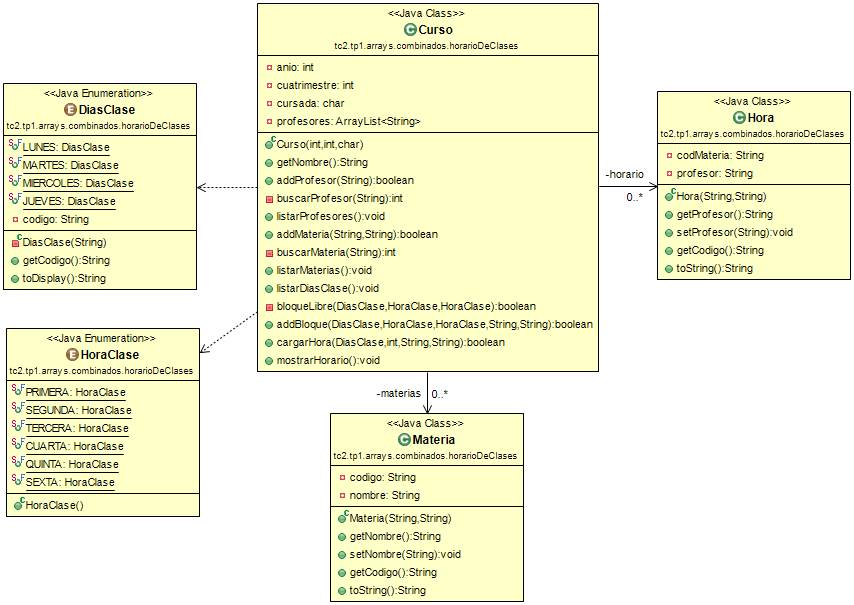 <<Java Class>>
Curso
tc2.tp1.arrays.combinados.horarioDeClases
anio: int
cuatrimestre: int
cursada: char
profesores: ArrayList<String>
Curso(int,int,char)
getNombre():String
addProfesor(String):boolean
buscarProfesor(String):int
listarProfesores():void
addMateria(String,String):boolean
buscarMateria(String):int
listarMaterias():void
listarDiasClase():void
bloqueLibre(DiasClase,HoraClase,HoraClase):boolean
addBloque(DiasClase,HoraClase,HoraClase,String,String):boolean
cargarHora(DiasClase,int,String,String):boolean
mostrarHorario():void
<<Java Enumeration>>
DiasClase
tc2.tp1.arrays.combinados.horarioDeClases
LUNES: DiasClase
MARTES: DiasClase
MIERCOLES: DiasClase
JUEVES: DiasClase
codigo: String
DiasClase(String)
getCodigo():String
toDisplay():String
<<Java Class>>
Hora
tc2.tp1.arrays.combinados.horarioDeClases
codMateria: String
profesor: String
Hora(String,String)
getProfesor():String
setProfesor(String):void
getCodigo():String
toString():String
-horario
0..*
<<Java Enumeration>>
HoraClase
tc2.tp1.arrays.combinados.horarioDeClases
PRIMERA: HoraClase
SEGUNDA: HoraClase
TERCERA: HoraClase
CUARTA: HoraClase
QUINTA: HoraClase
SEXTA: HoraClase
HoraClase()
-materias
0..*
<<Java Class>>
Materia
tc2.tp1.arrays.combinados.horarioDeClases
codigo: String
nombre: String
Materia(String,String)
getNombre():String
setNombre(String):void
getCodigo():String
toString():String